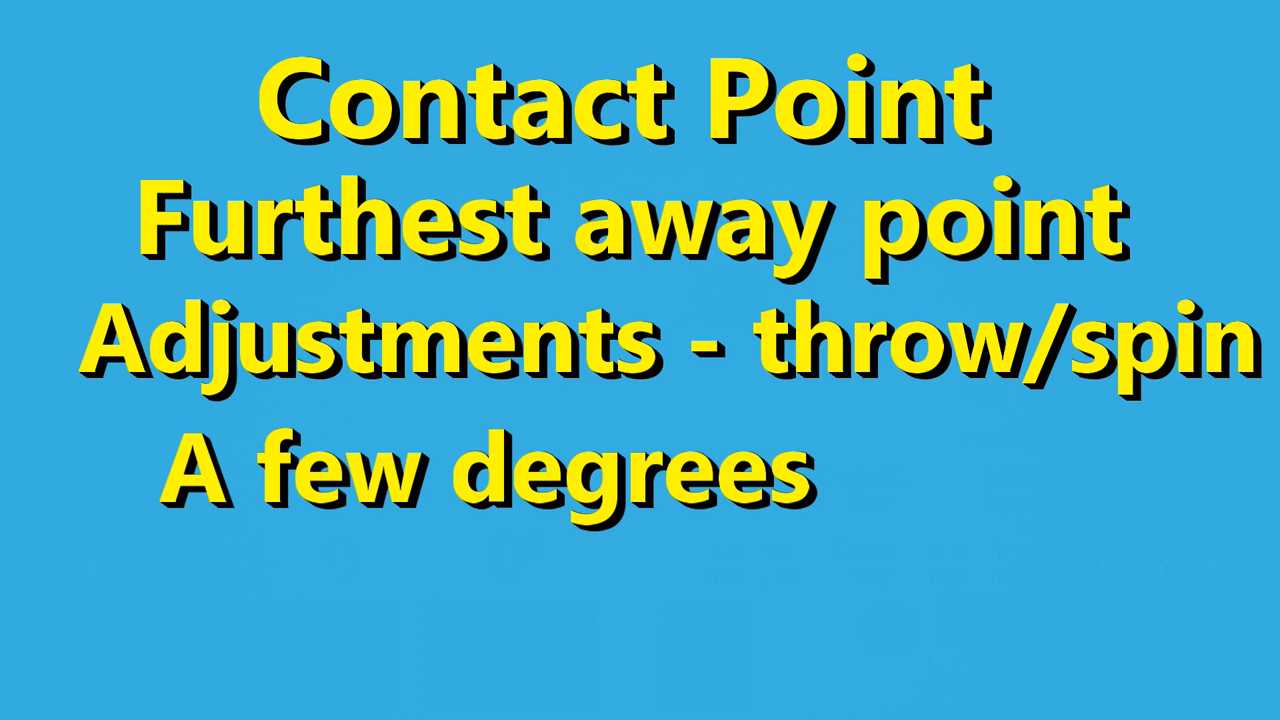 Contact Point
Furthest away point
Adjustments - throw/spin
A few degrees